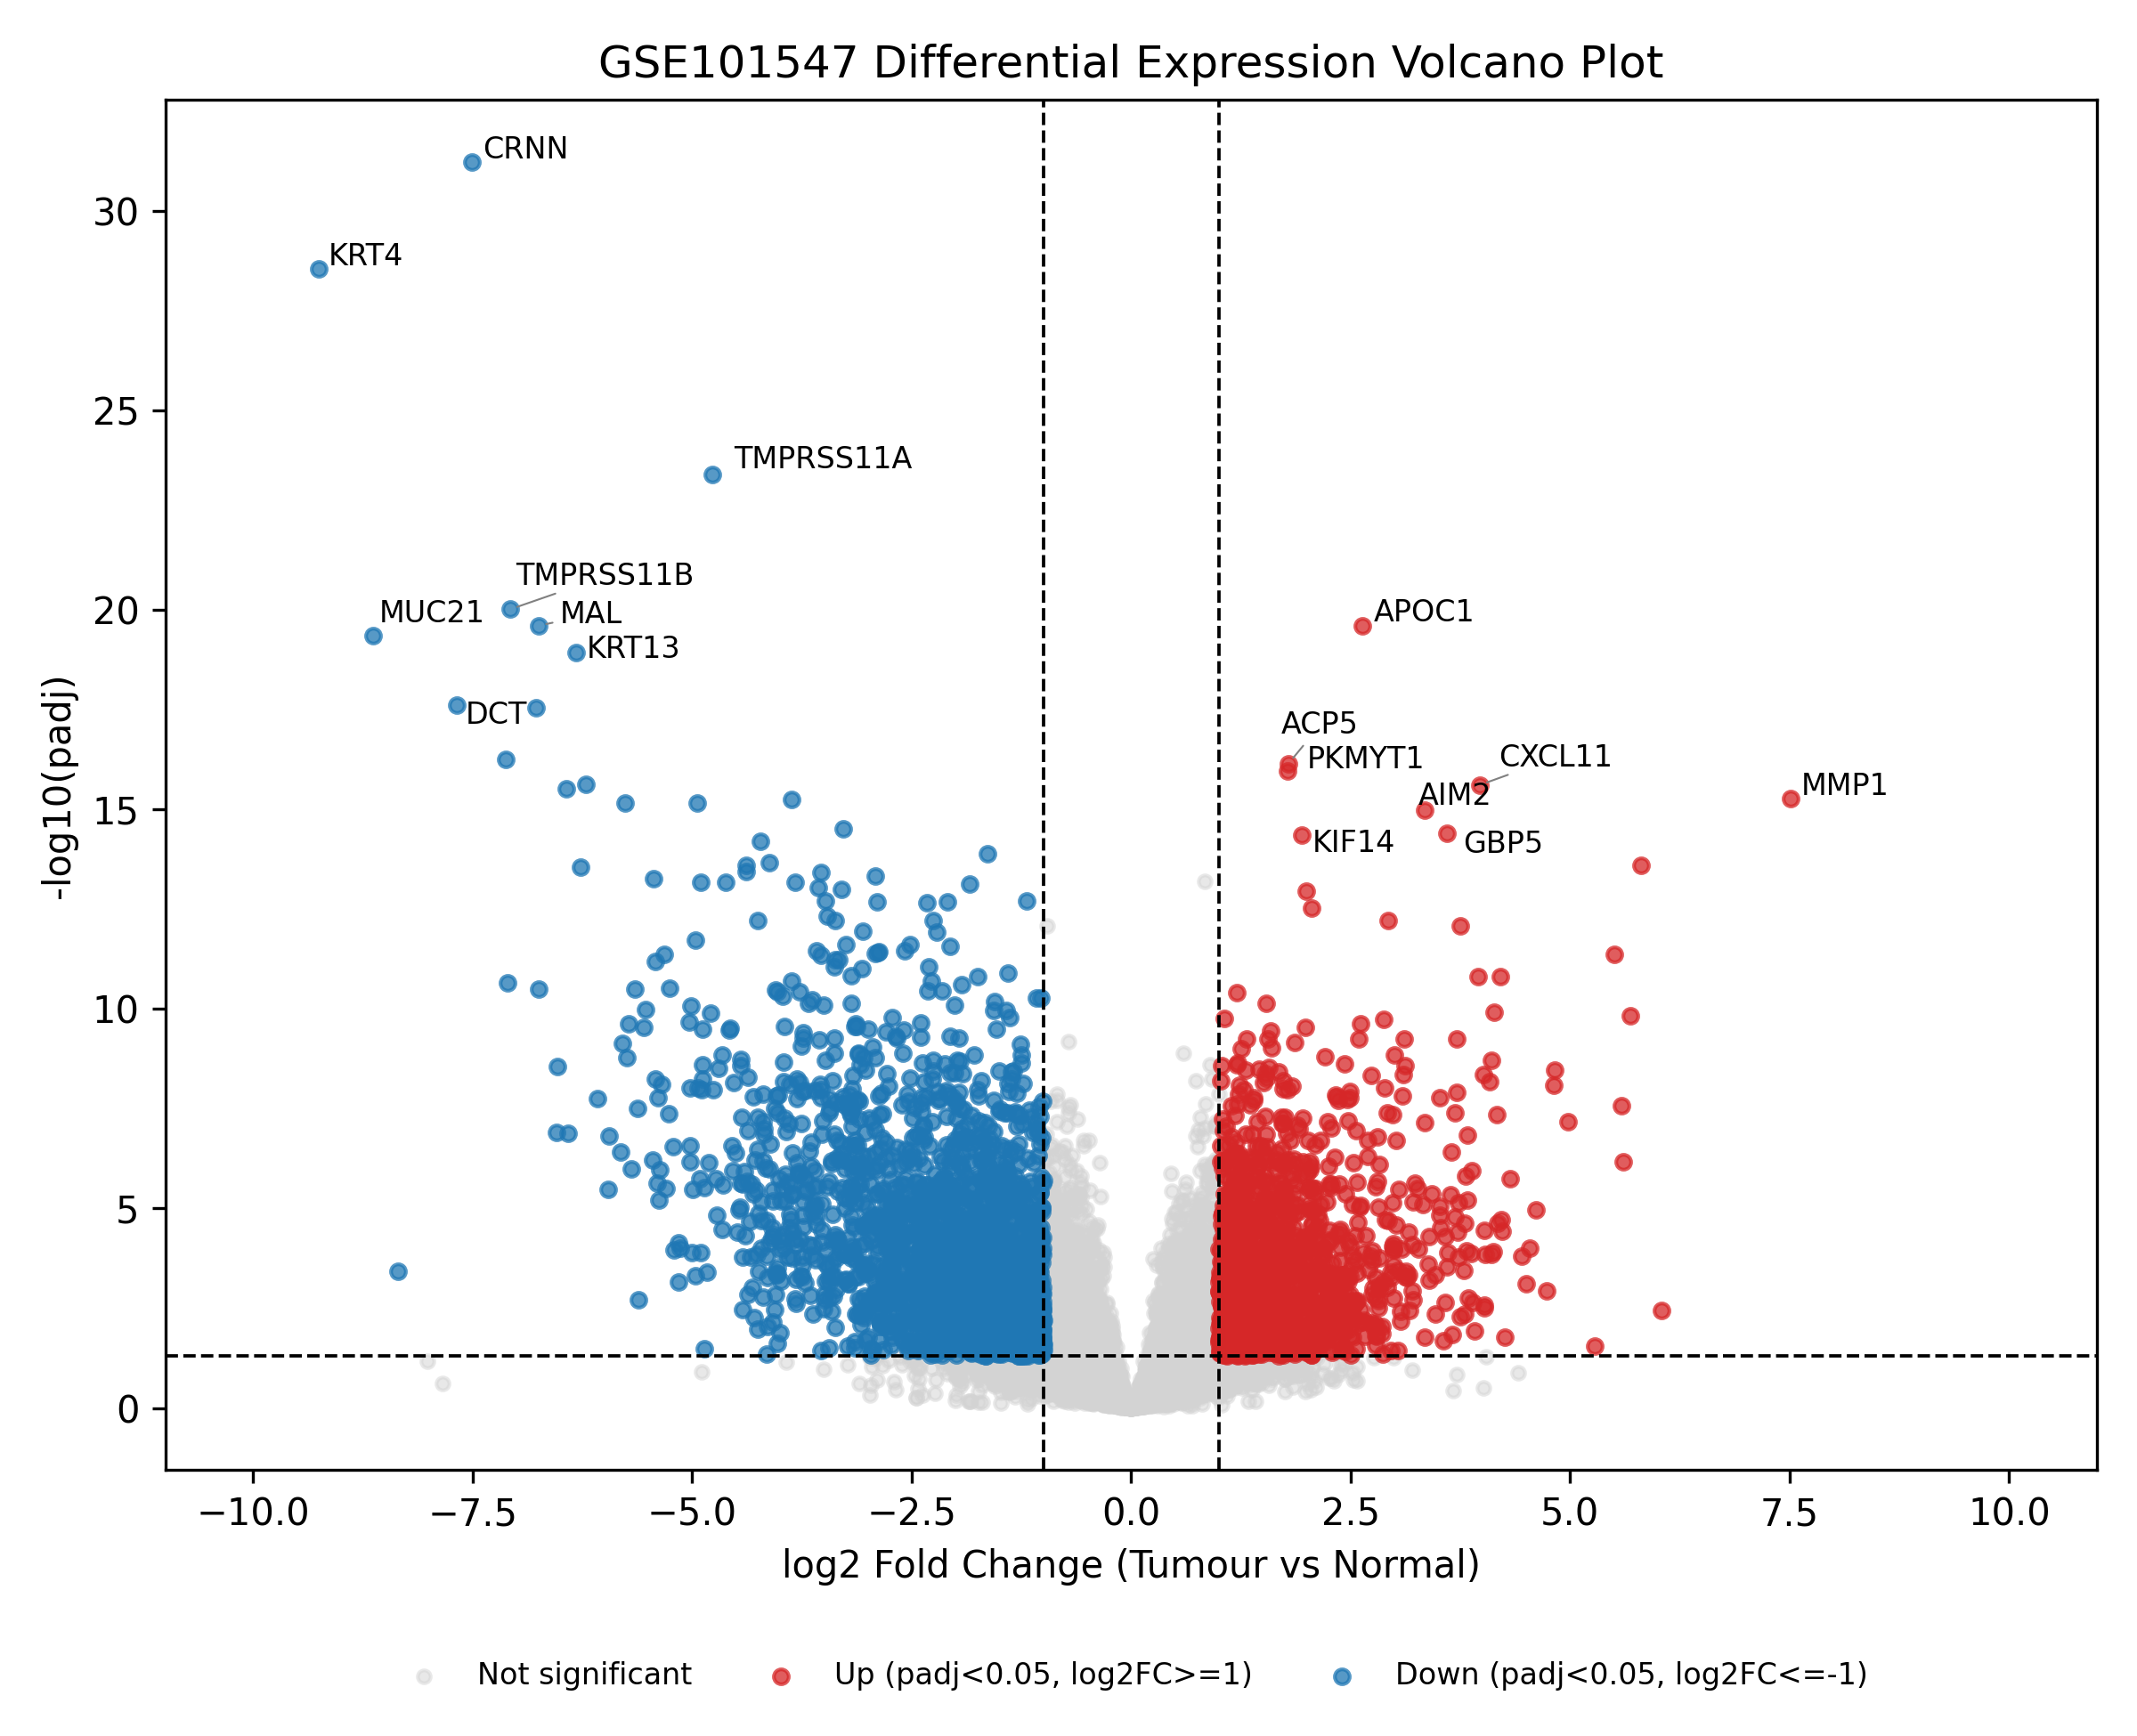 GSE101547 Differential Expression Volcano Plot
CRNN
KRT4
TMPRSS11A
TMPRSS11B
MUC21
MAL
KRT13
DCT
APOC1
ACP5
PKMYT1
CXCL11
AIM2
MMP1
KIF14
GBP5
-log10(padj)
30
25
20
15
10
5
0
−10.0 −7.5 −5.0 −2.5 0.0 2.5 5.0 7.5 10.0
log2 Fold Change (Tumour vs Normal)
Not significant Up (padj<0.05, log2FC>=1) Down (padj<0.05, log2FC<=-1)